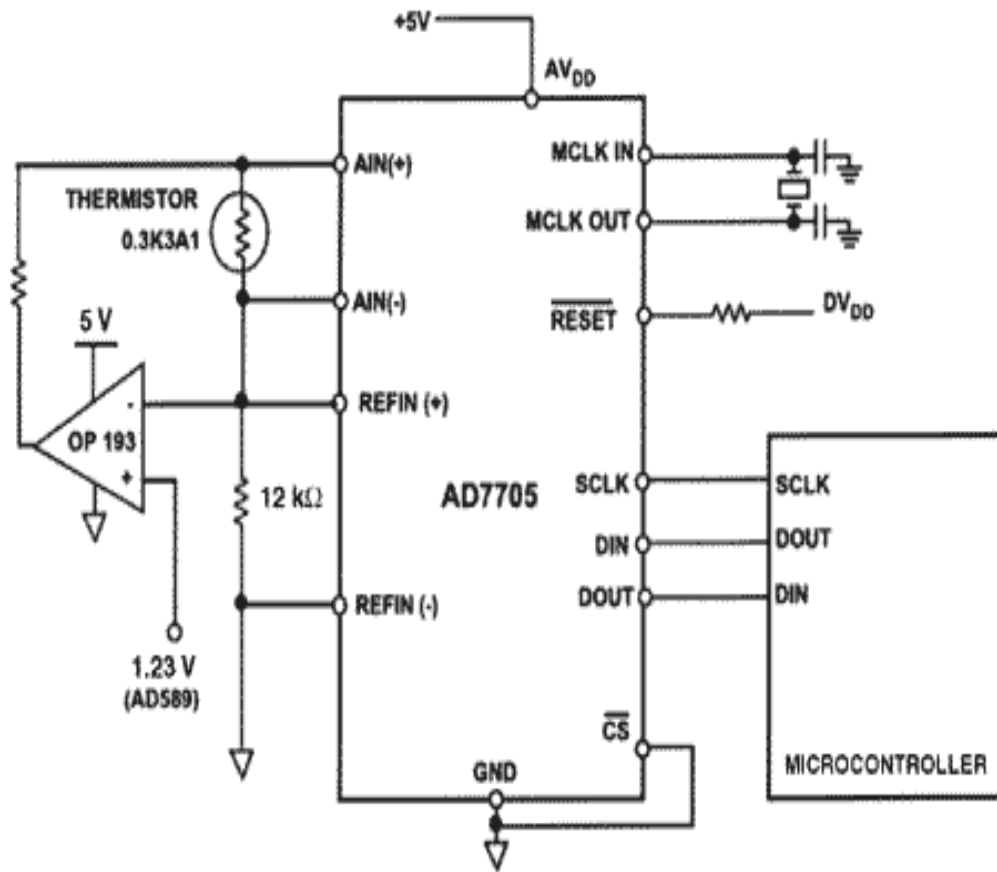 +5V
AVDD
AIN(+)
MCLK IN
THERMISTOR
0.3K3A1
MCLK OUT
AIN(-)
RESET
DVDD
5 V
REFIN (+)
-
OP 193
+
12 kΩ
AD7705
SCLK
SCLK
DIN
DOUT
DOUT
DIN
REFIN (-)
1.23 V
(AD589)
CS
GND
MICROCONTROLLER